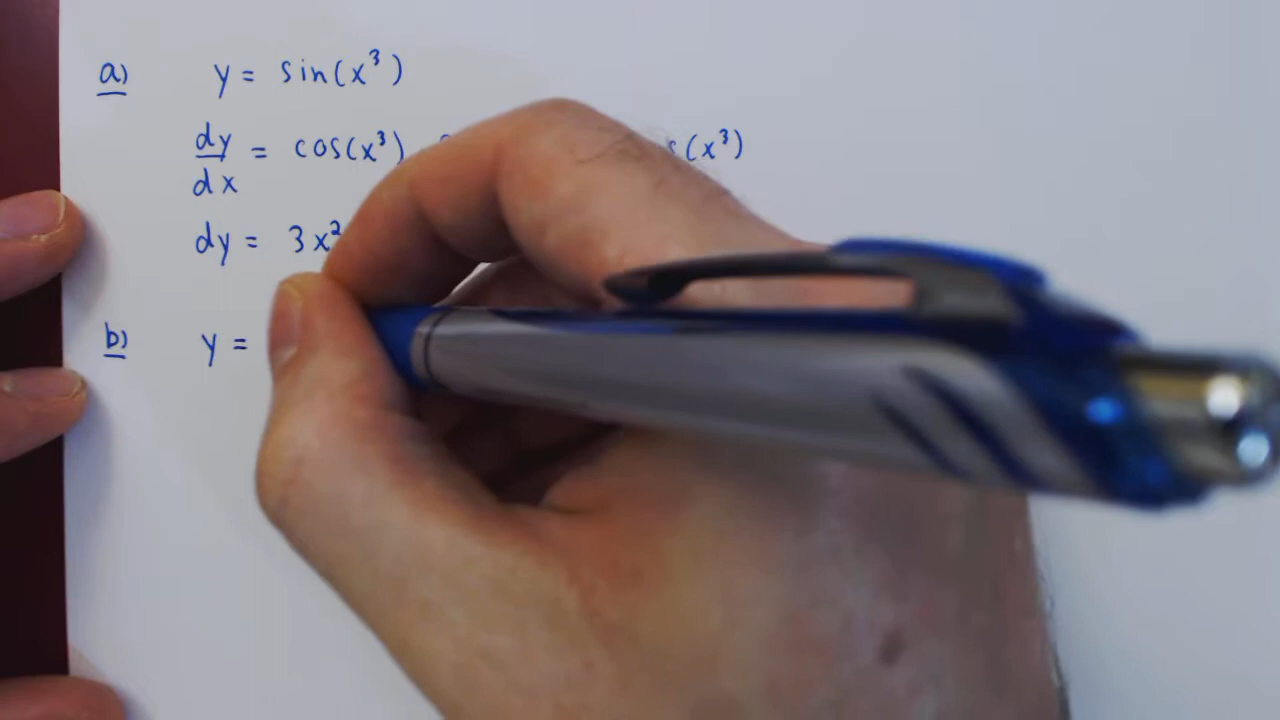 a) y = sin(x³)
dy/dx = cos(x³) (x³)
dy = 3x²
b) y =